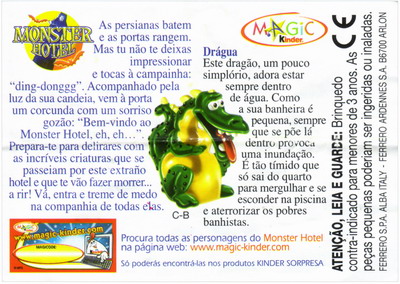 MONSTER
HOTEL
As persianas batem
e as portas rangem.
Mas tu não te deixas
impressionar
e tocas à campainha:
“ding-donggg”. Acompanhado pela
luz da sua candeia, vem à porta
um corcunda com um sorriso
gozão: “Bem-vindo ao
Monster Hotel, eh, eh…”.
Prepara-te para delirares com
as incríveis criaturas que se
passeiam por este extraño
hotel e que te vão fazer morrer...
a rir! Vá, entra e treme de medo
na companhia de todas elas.
MAGiC
Kinder
Drágua
Este dragão, um pouco
simplório, adora estar
sempre dentro
de água. Como
a sua banheira é
pequena, sempre
que se põe lá
dentro provoca
uma inundação.
É tão tímido que
só sai do quarto
para mergulhar e se
esconder na piscina
e aterrorizar os pobres
banhistas.
C-B
MAGiC
Kinder
www.magic-kinder.com
MAGICODE
Procura todas as personagens do Monster Hotel
na página web: www.magic-kinder.com
Só poderás encontrá-las nos produtos KINDER SORPRESA
CE
ATENÇÃO, LEIA E GUARDE: Brinquedo
contra-indicado para menores de 3 anos. As
peças pequenas poderiam ser ingeridas ou inaladas.
FERRERO S.P.A. ALBA ITALY - FERRERO ARDENNES S.A. B6700 ARLON